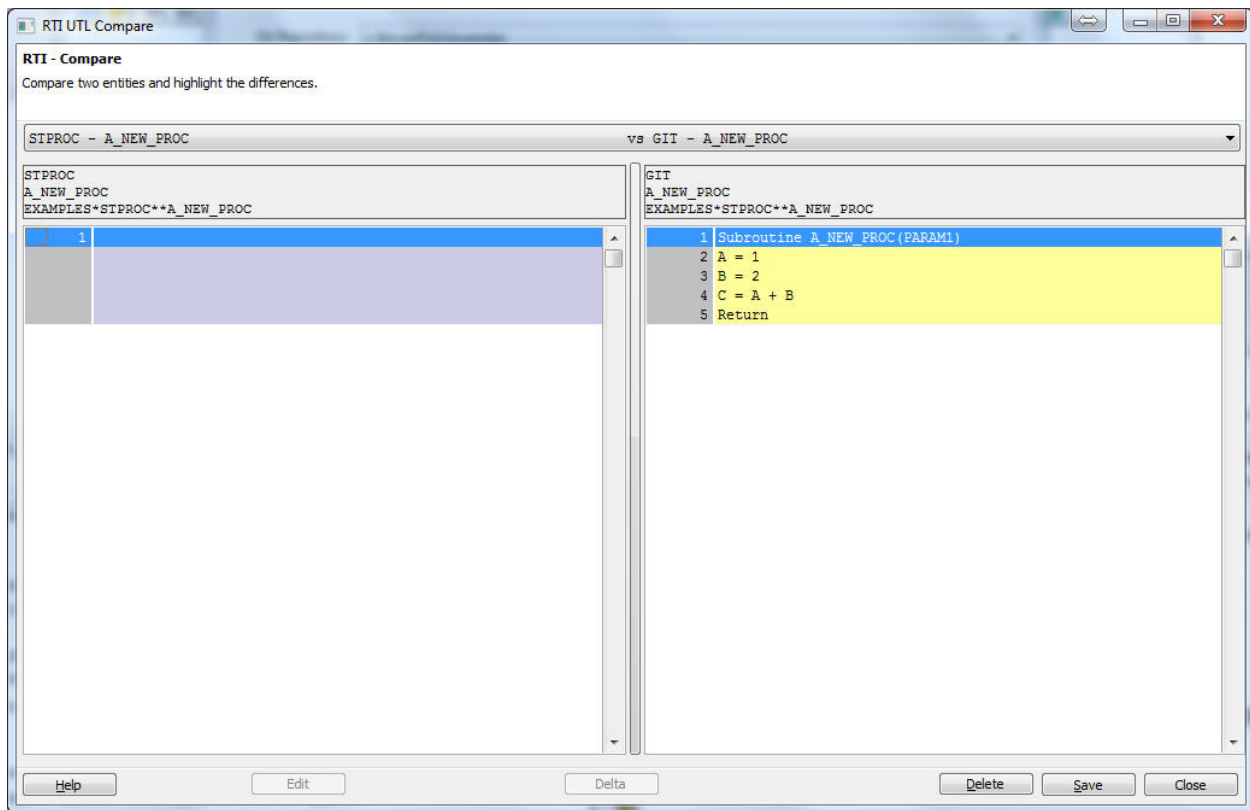 RTI UTL Compare
RTI - Compare
Compare two entities and highlight the differences.
STPROC - A_NEW_PROC vs GIT - A_NEW_PROC
STPROC
A_NEW_PROC
EXAMPLES*STPROC**A_NEW_PROC
1
GIT
A_NEW_PROC
EXAMPLES*STPROC**A_NEW_PROC
1 Subroutine A_NEW_PROC(PARAM1)
2 A = 1
3 B = 2
4 C = A + B
5 Return
Help Edit Delta Delete Save Close